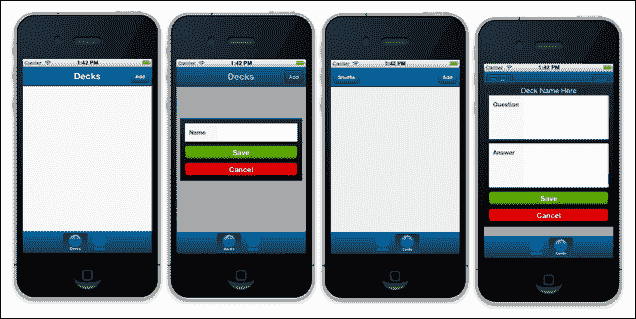 Carrier 1:42 PM
Decks Add
Decks
Carrier 1:42 PM
Decks Add
Name
Save
Cancel
Decks
Carrier 1:42 PM
Shuffle Add
Cards
Carrier 1:42 PM
Deck Name Here
Question
Answer
Save
Cancel
Cards